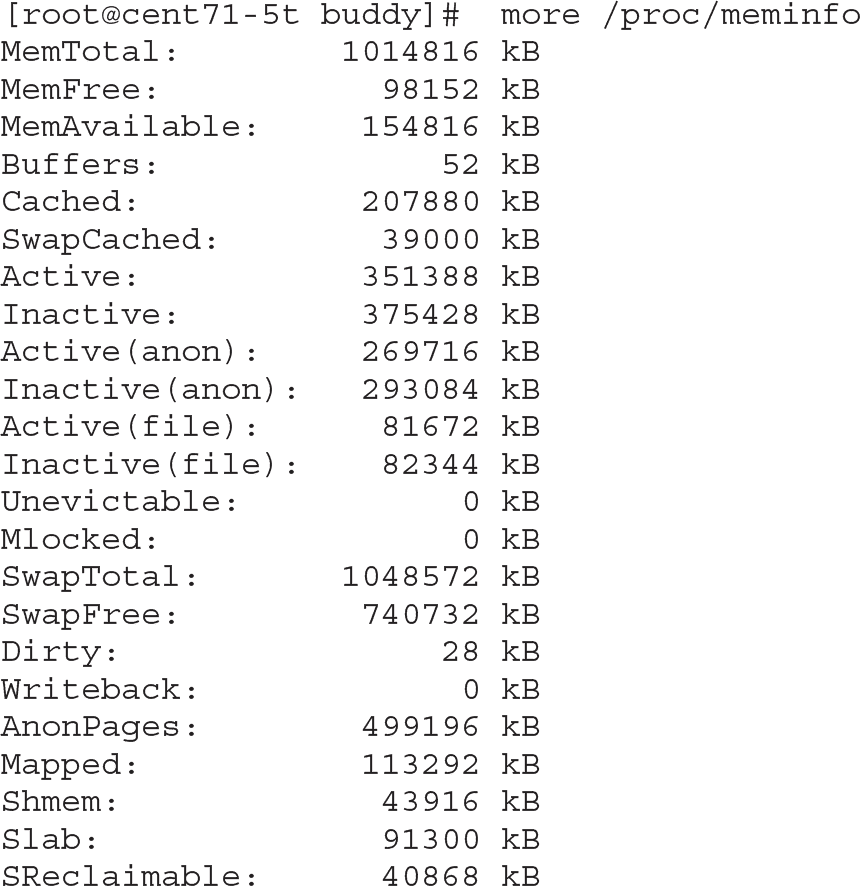 [root@cent71-5t buddy]#  more /proc/meminfo
MemTotal:        1014816 kB
MemFree:           98152 kB
MemAvailable:     154816 kB
Buffers:              52 kB
Cached:           207880 kB
SwapCached:        39000 kB
Active:           351388 kB
Inactive:         375428 kB
Active(anon):     269716 kB
Inactive(anon):   293084 kB
Active(file):      81672 kB
Inactive(file):    82344 kB
Unevictable:           0 kB
Mlocked:               0 kB
SwapTotal:       1048572 kB
SwapFree:         740732 kB
Dirty:                28 kB
Writeback:             0 kB
AnonPages:        499196 kB
Mapped:           113292 kB
Shmem:             43916 kB
Slab:              91300 kB
SReclaimable:      40868 kB